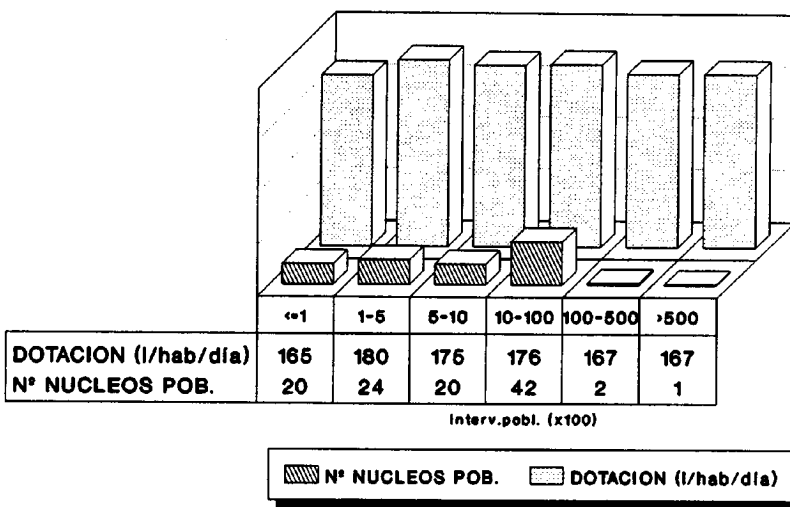 <=1 1-5 5-10 10-100 100-500 >500
DOTACION (l/hab/día) 165 180 175 176 167 167
Nº NUCLEOS POB. 20 24 20 42 2 1
Interv.pobl. (x100)
Nº NUCLEOS POB. DOTACION (l/hab/día)